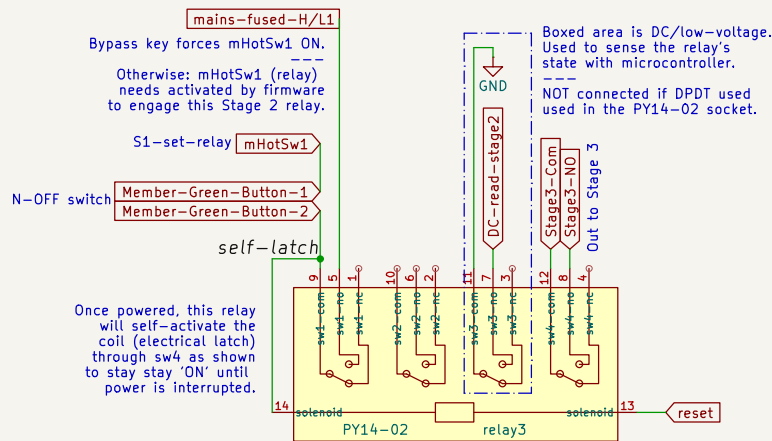 mains-fused-H/L1
Bypass key forces mHotSw1 ON.
---
Otherwise: mHotSw1 (relay)
needs activated by firmware
to engage this Stage 2 relay.
S1-set-relay
mHotSw1
N-OFF switch
Member-Green-Button-1
Member-Green-Button-2
self-latch
Boxed area is DC/low-voltage.
Used to sense the relay's
state with microcontroller.
---
NOT connected if DPDT used
used in the PY14-02 socket.
GND
DC-read-stage2
Stage3-Com
Stage3-NO
Out to Stage 3
9
5
1
10
6
2
11
7
3
12
8
4
sw1-com
sw1-no
sw1-nc
sw2-com
sw2-no
sw2-nc
sw3-com
sw3-no
sw3-nc
sw4-com
sw4-no
sw4-nc
Once powered, this relay
will self-activate the
coil (electrical latch)
through sw4 as shown
to stay stay 'ON' until
power is interrupted.
14
solenoid
solenoid
13
reset
PY14-02
relay3